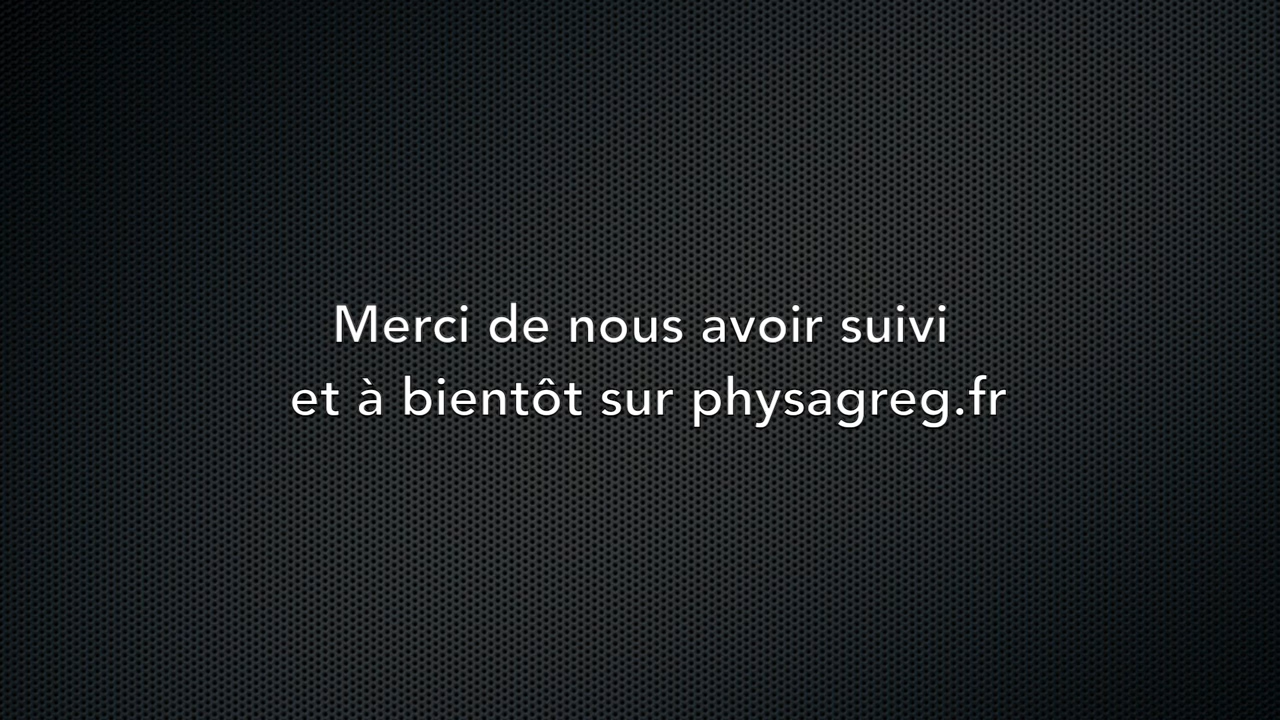 Merci de nous avoir suivi
et à bientôt sur physagreg.fr